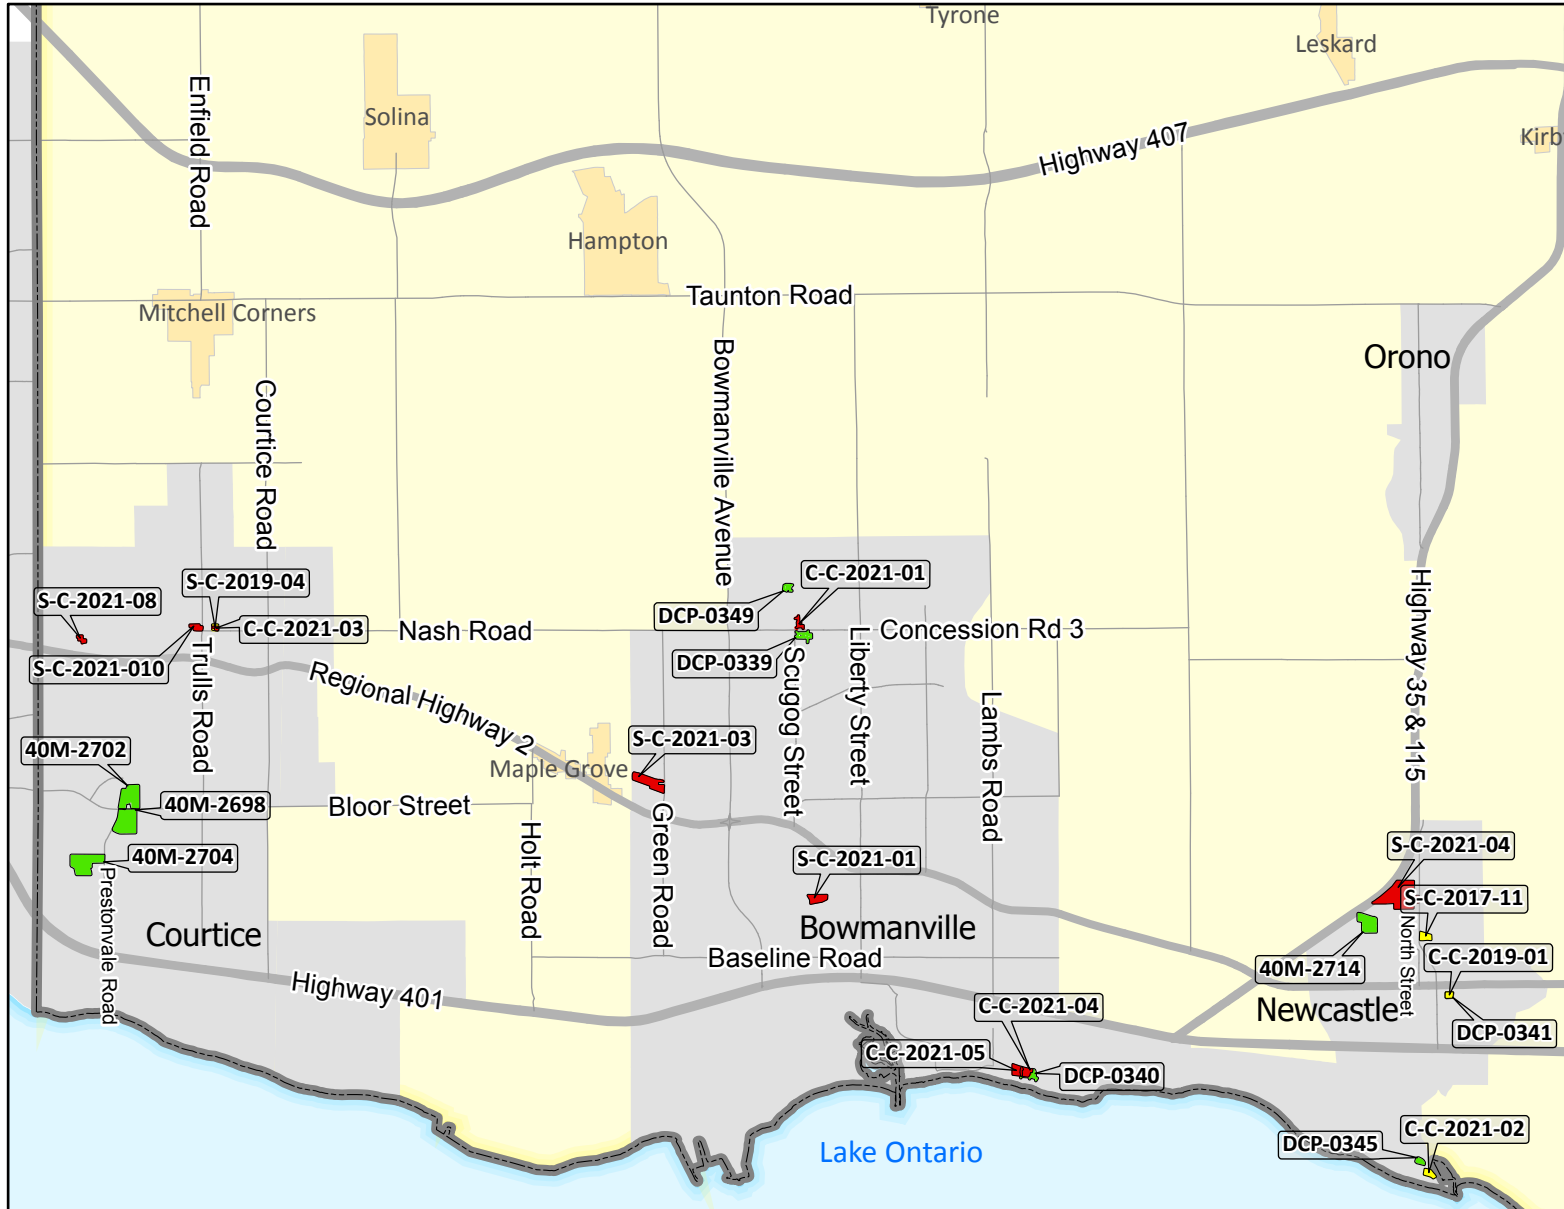 Tyrone
Leskard
Solina
Enfield Road
Highway 407
Kirb
Hampton
Taunton Road
Mitchell Corners
Orono
Bowmanville Avenue
Courtice Road
S-C-2019-04
C-C-2021-01
S-C-2021-08
DCP-0349
C-C-2021-03
Nash Road
Concession Rd 3
S-C-2021-010
DCP-0339
Trulls Road
Regional Highway 2
Scugog Street
Liberty Street
Lambs Road
Highway 35 & 115
40M-2702
S-C-2021-03
Maple Grove
40M-2698
Bloor Street
Green Road
Holt Road
40M-2704
S-C-2021-01
S-C-2021-04
Prestonvale Road
S-C-2017-11
Courtice
Bowmanville
North Street
Baseline Road
40M-2714
C-C-2019-01
Highway 401
C-C-2021-04
Newcastle
DCP-0341
C-C-2021-05
DCP-0340
Lake Ontario
DCP-0345
C-C-2021-02